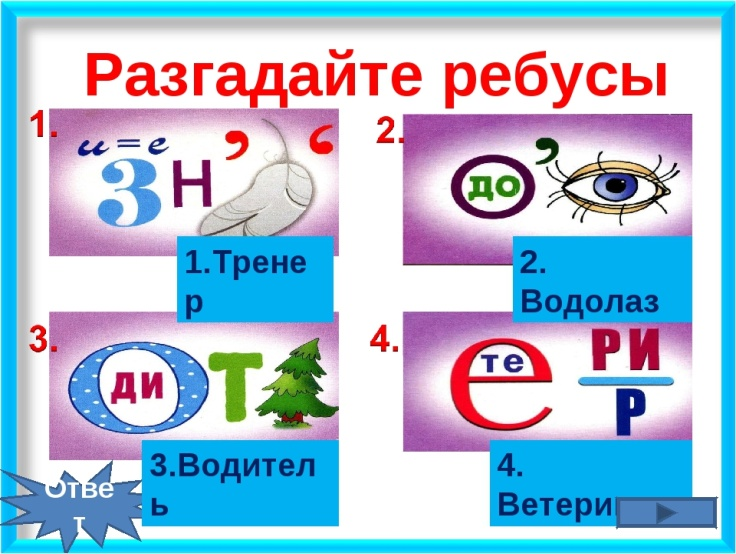 Разгадайте ребусы
1.
2.
и = е
3 Н , ‘
до ,
1.Трене
р
2.
Водолаз
3.
4.
ди Т
е те
РИ
Р
3.Водител
ь
4.
Ветери
Отве
т